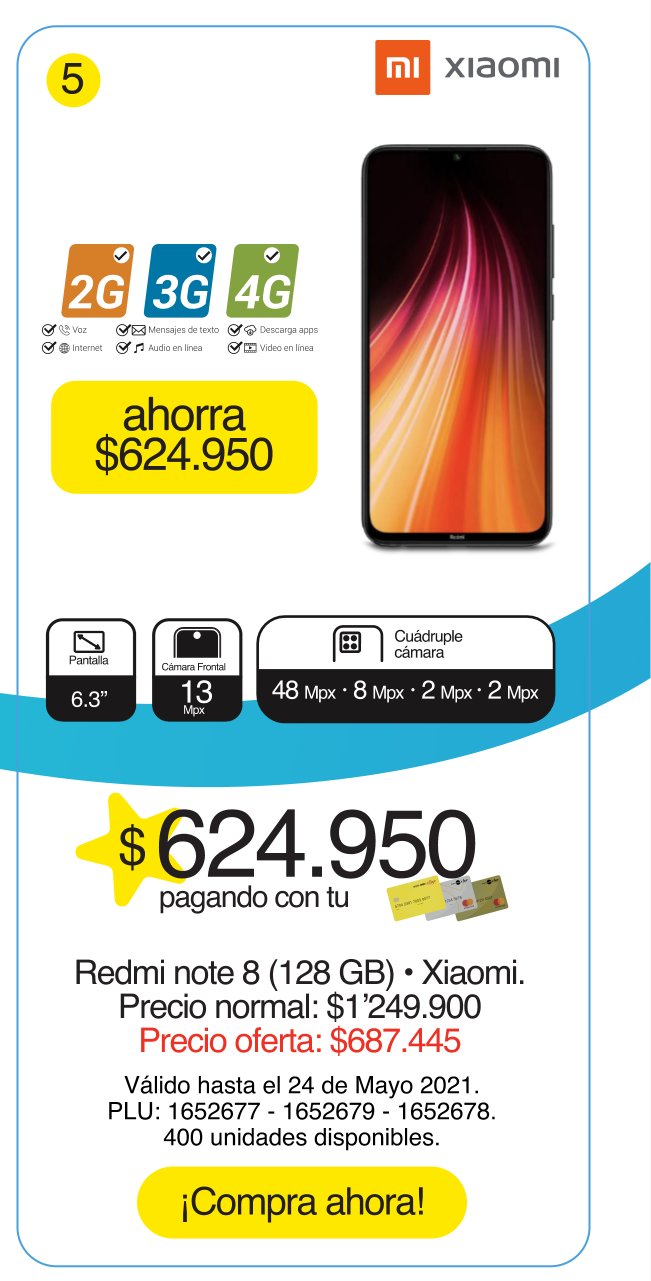 5
mi xiaomi
2G 3G 4G
Voz Mensajes de texto Descarga apps
Internet Audio en línea Video en línea
ahorra
$624.950
Redmi
Pantalla
6.3”
Cámara Frontal
13
Mpx
Cuádruple
cámara
48 Mpx · 8 Mpx · 2 Mpx · 2 Mpx
$ 624.950
pagando con tu
Redmi note 8 (128 GB) • Xiaomi.
Precio normal: $1’249.900
Precio oferta: $687.445
Válido hasta el 24 de Mayo 2021.
PLU: 1652677 - 1652679 - 1652678.
400 unidades disponibles.
¡Compra ahora!